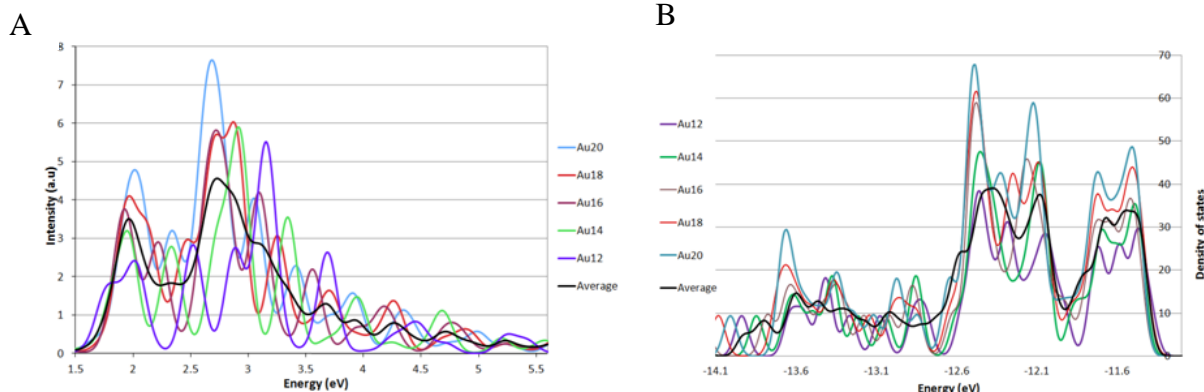 A
B
8
7
6
5
4
3
2
1
0
Intensity (a.u)
1.5 2 2.5 3 3.5 4 4.5 5 5.5
Energy (eV)
Au20
Au18
Au16
Au14
Au12
Average
Au12
Au14
Au16
Au18
Au20
Average
70
60
50
40
30
20
10
0
Density of states
-14.1 -13.6 -13.1 -12.6 -12.1 -11.6
Energy (eV)